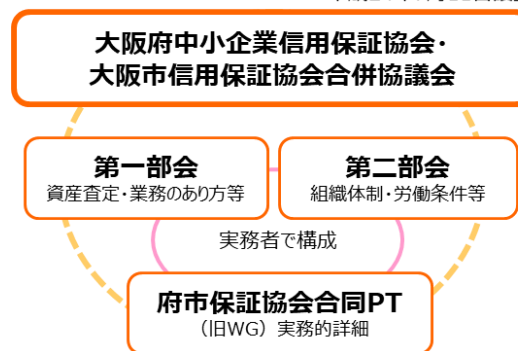 大阪府中小企業信用保証協会・
大阪市信用保証協会合併協議会
第一部会
資産査定・業務のあり方等
第二部会
組織体制・労働条件等
実務者で構成
府市保証協会合同PT
（旧WG）実務的詳細